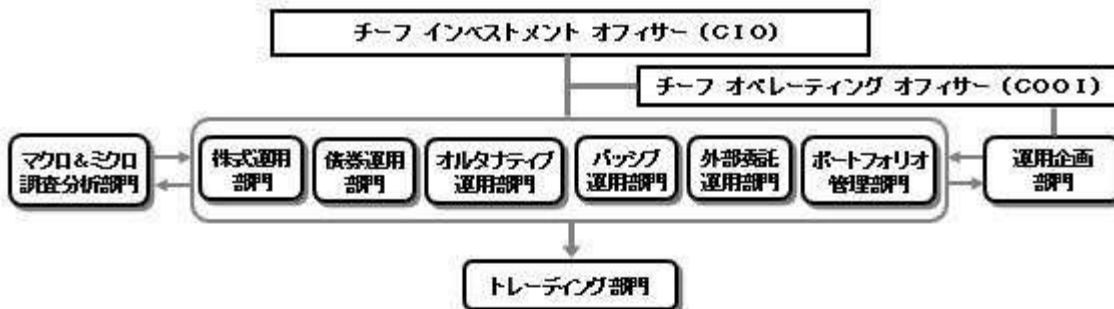 チーフ インベストメント オフィサー (CIO)
チーフ オペレーティング オフィサー (COOI)
マクロ&ミクロ
調査分析部門
株式運用
部門
債券運用
部門
オルタナティブ
運用部門
パッシブ
運用部門
外部委託
運用部門
ポートフォリオ
管理部門
運用企画
部門
トレーディング部門